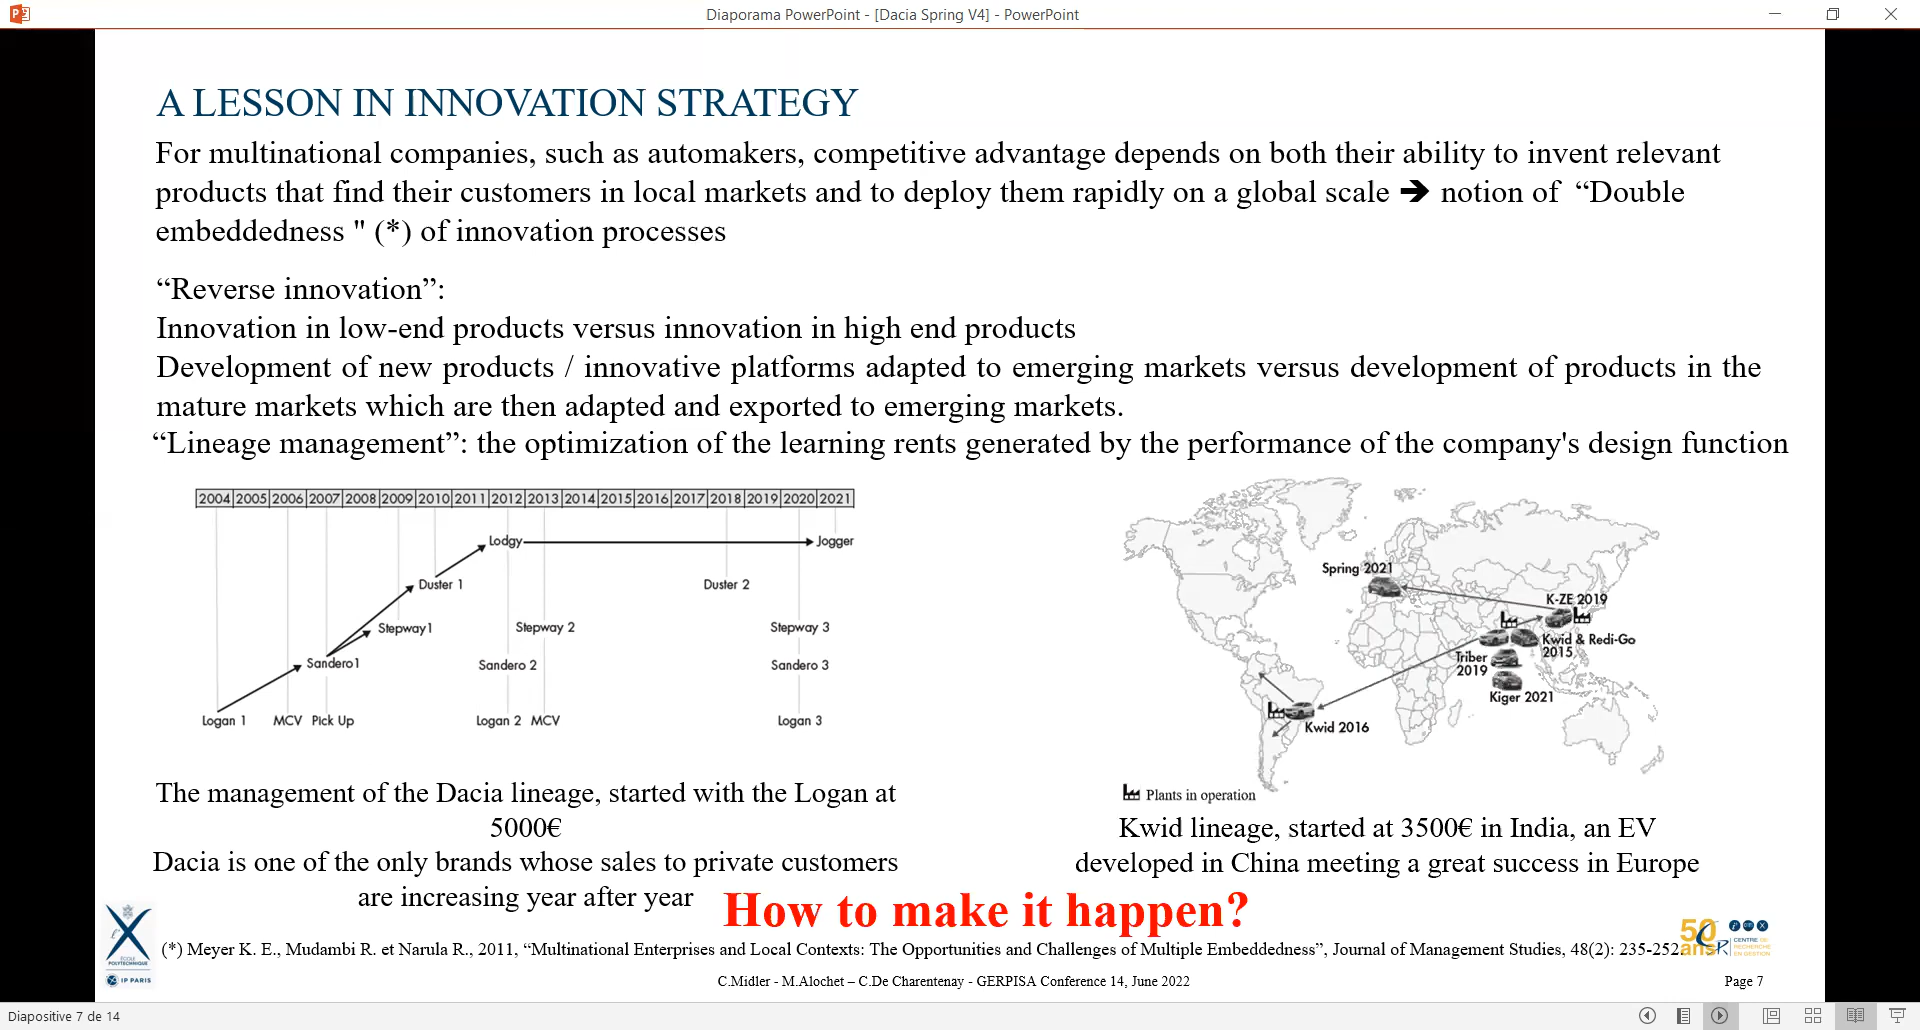 Diaporama PowerPoint - [Dacia Spring V4] - PowerPoint
A LESSON IN INNOVATION STRATEGY
For multinational companies, such as automakers, competitive advantage depends on both their ability to invent relevant
products that find their customers in local markets and to deploy them rapidly on a global scale ➔ notion of “Double
embeddedness " (*) of innovation processes
“Reverse innovation”:
Innovation in low-end products versus innovation in high end products
Development of new products / innovative platforms adapted to emerging markets versus development of products in the
mature markets which are then adapted and exported to emerging markets.
“Lineage management”: the optimization of the learning rents generated by the performance of the company's design function
2004 2005 2006 2007 2008 2009 2010 2011 2012 2013 2014 2015 2016 2017 2018 2019 2020 2021
Lodgy Jogger
Duster 1 Duster 2
Stepway1 Stepway 2 Stepway 3
Sandero1 Sandero 2 Sandero 3
Logan 1 MCV Pick Up Logan 2 MCV Logan 3
Spring 2021
K-ZE 2019
Kwid & Redi-Go
2015
Triber
2019
Kiger 2021
Kwid 2016
Plants in operation
The management of the Dacia lineage, started with the Logan at
5000€
Dacia is one of the only brands whose sales to private customers
are increasing year after year
Kwid lineage, started at 3500€ in India, an EV
developed in China meeting a great success in Europe
How to make it happen?
(*) Meyer K. E., Mudambi R. et Narula R., 2011, “Multinational Enterprises and Local Contexts: The Opportunities and Challenges of Multiple Embeddedness”, Journal of Management Studies, 48(2): 235-252.
ÉCOLE
POLYTECHNIQUE
IP PARIS
50
ans
CENTRE DE
RECHERCHE
EN GESTION
C.Midler - M.Alochet – C.De Charentenay - GERPISA Conference 14, June 2022
Page 7
Diapositive 7 de 14